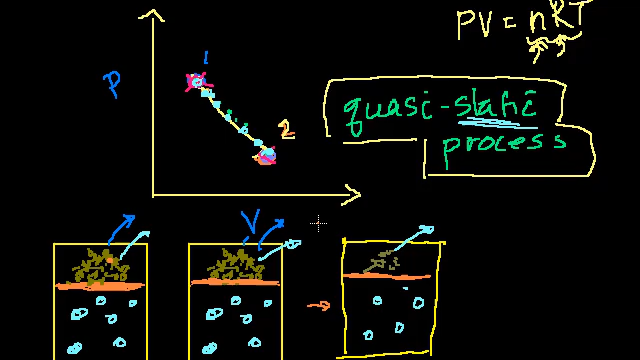 PV = nRT
1
P
quasi-static
2
process
V